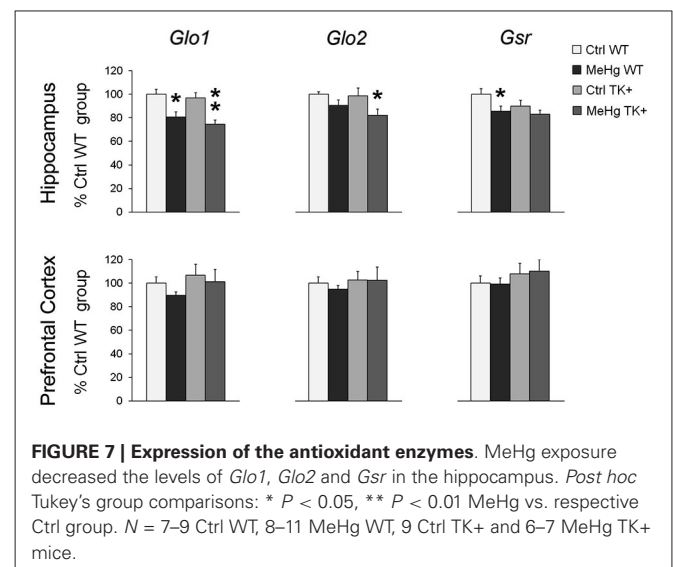 Glo1 Glo2 Gsr
Ctrl WT
MeHg WT
Ctrl TK+
MeHg TK+
Hippocampus
% Ctrl WT group
120
100
80
60
40
20
0
*
*
*
*
*
Prefrontal Cortex
% Ctrl WT group
120
100
80
60
40
20
0
FIGURE 7 | Expression of the antioxidant enzymes. MeHg exposure
decreased the levels of Glo1, Glo2 and Gsr in the hippocampus. Post hoc
Tukey's group comparisons: * P < 0.05, ** P < 0.01 MeHg vs. respective
Ctrl group. N = 7–9 Ctrl WT, 8–11 MeHg WT, 9 Ctrl TK+ and 6–7 MeHg TK+
mice.